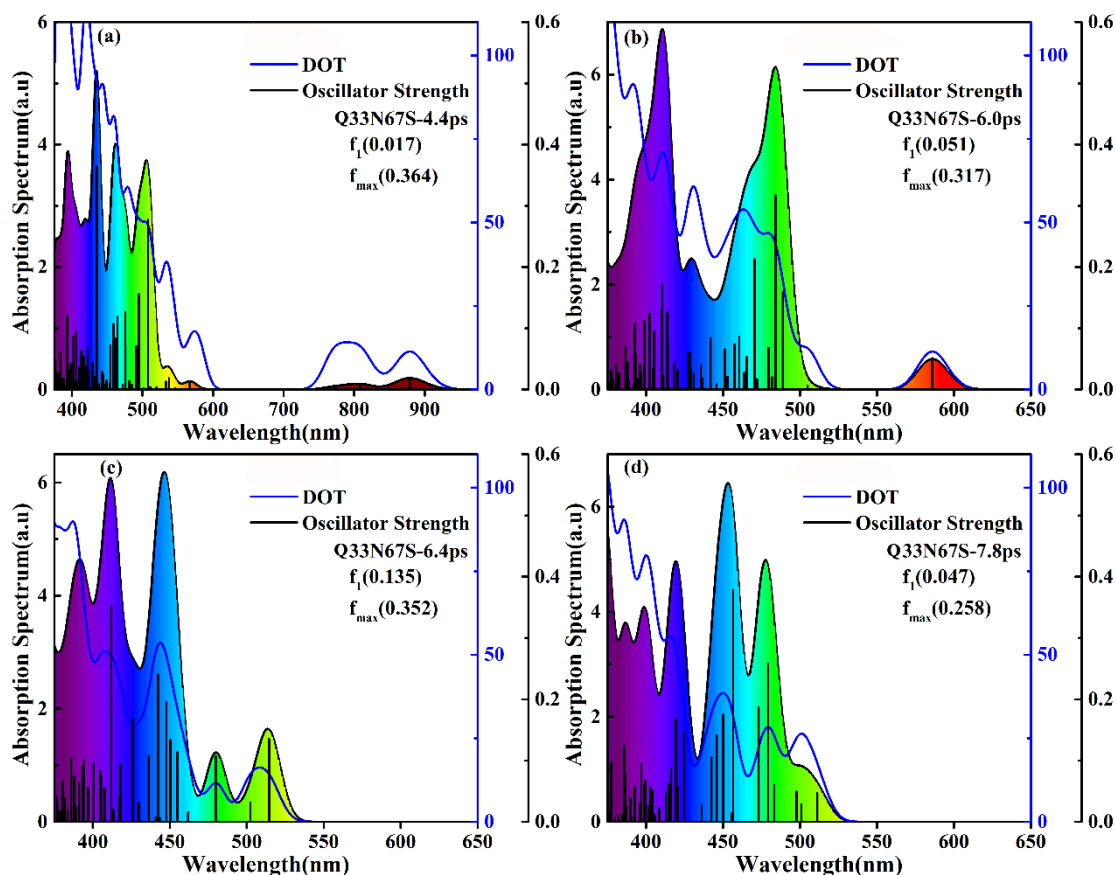 (a)
DOT
Oscillator Strength
Q33N67S-4.4ps
f1(0.017)
fmax(0.364)
Absorption Spectrum(a.u)
0
2
4
6
0
50
100
0.0
0.2
0.4
0.6
400 500 600 700 800 900
Wavelength(nm)
(b)
DOT
Oscillator Strength
Q33N67S-6.0ps
f1(0.051)
fmax(0.317)
Absorption Spectrum(a.u)
0
2
4
6
0
50
100
0.0
0.2
0.4
0.6
400 450 500 550 600 650
Wavelength(nm)
(c)
DOT
Oscillator Strength
Q33N67S-6.4ps
f1(0.135)
fmax(0.352)
Absorption Spectrum(a.u)
0
2
4
6
0
50
100
0.0
0.2
0.4
0.6
400 450 500 550 600 650
Wavelength(nm)
(d)
DOT
Oscillator Strength
Q33N67S-7.8ps
f1(0.047)
fmax(0.258)
Absorption Spectrum(a.u)
0
2
4
6
0
50
100
0.0
0.2
0.4
0.6
400 450 500 550 600 650
Wavelength(nm)